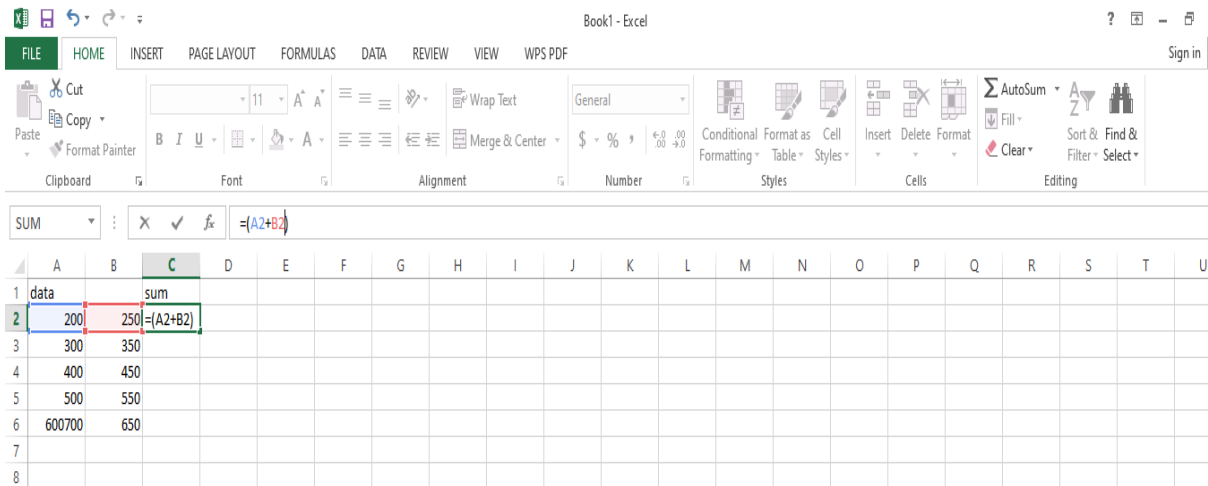 Book1 - Excel ?
FILE HOME INSERT PAGE LAYOUT FORMULAS DATA REVIEW VIEW WPS PDF Sign in
Cut
Copy
Format Painter
Paste
11 A A
B I U A
Wrap Text
Merge & Center
General
$ % , .0 .00 .00 .0
Conditional Formatting
Format as Table
Cell Styles
Insert Delete Format
AutoSum
Fill
Clear
Sort & Filter
Find & Select
Clipboard Font Alignment Number Styles Cells Editing
SUM fx =(A2+B2)
A B C D E F G H I J K L M N O P Q R S T U
1 data sum
2 200 250 =(A2+B2)
3 300 350
4 400 450
5 500 550
6 600700 650
7
8